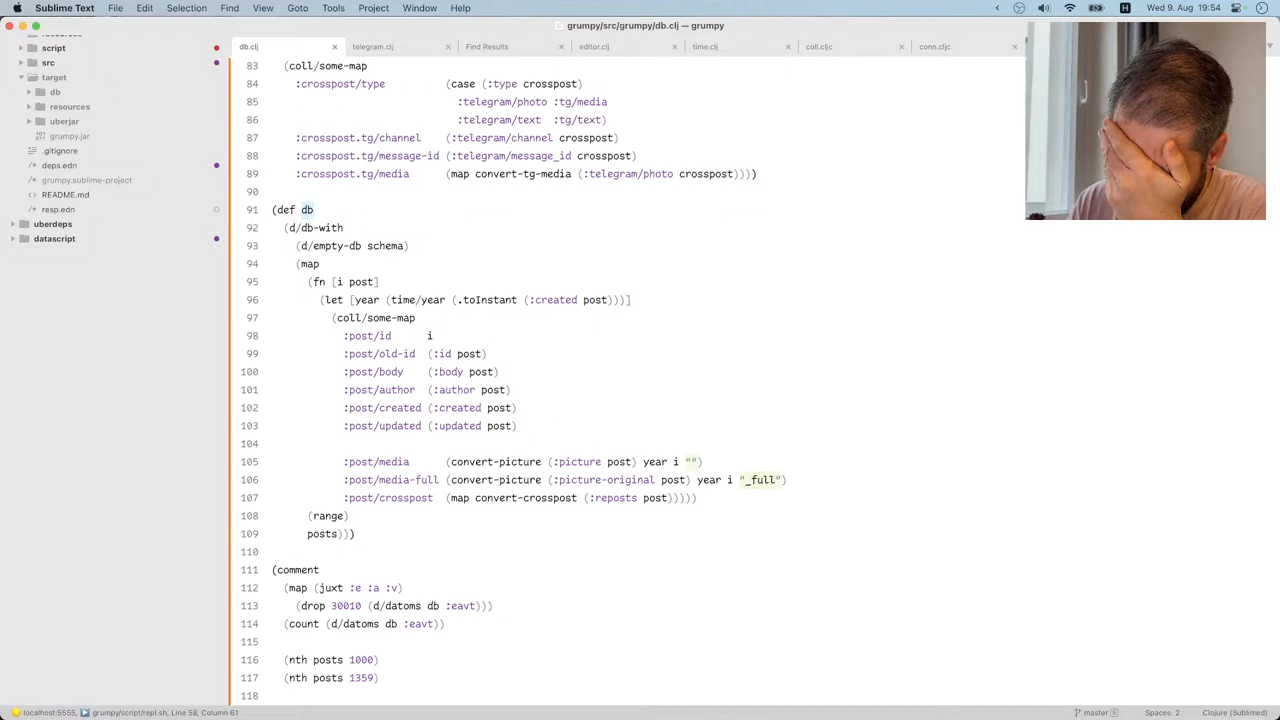 Sublime Text File Edit Selection Find View Goto Tools Project Window Help
H Wed 9. Aug 19:54
grumpy/src/grumpy/db.clj — grumpy
db.clj × telegram.clj × Find Results × editor.clj × time.clj × coll.cljc × conn.cljc ×
script
src
target
db
resources
uberjar
grumpy.jar
.gitignore
deps.edn
grumpy.sublime-project
README.md
resp.edn
uberdeps
datascript
83 (coll/some-map
84 :crosspost/type (case (:type crosspost)
85 :telegram/photo :tg/media
86 :telegram/text :tg/text)
87 :crosspost.tg/channel (:telegram/channel crosspost)
88 :crosspost.tg/message-id (:telegram/message_id crosspost)
89 :crosspost.tg/media (map convert-tg-media (:telegram/photo crosspost))))
90
91 (def db
92 (d/db-with
93 (d/empty-db schema)
94 (map
95 (fn [i post]
96 (let [year (time/year (.toInstant (:created post)))]
97 (coll/some-map
98 :post/id i
99 :post/old-id (:id post)
100 :post/body (:body post)
101 :post/author (:author post)
102 :post/created (:created post)
103 :post/updated (:updated post)
104
105 :post/media (convert-picture (:picture post) year i "")
106 :post/media-full (convert-picture (:picture-original post) year i "_full")
107 :post/crosspost (map convert-crosspost (:reposts post)))))
108 (range)
109 posts)))
110
111 (comment
112 (map (juxt :e :a :v)
113 (drop 30010 (d/datoms db :eavt)))
114 (count (d/datoms db :eavt))
115
116 (nth posts 1000)
117 (nth posts 1359)
118
localhost:5555, grumpy/script/repl.sh, Line 58, Column 61
master Spaces: 2 Clojure (Sublimed)